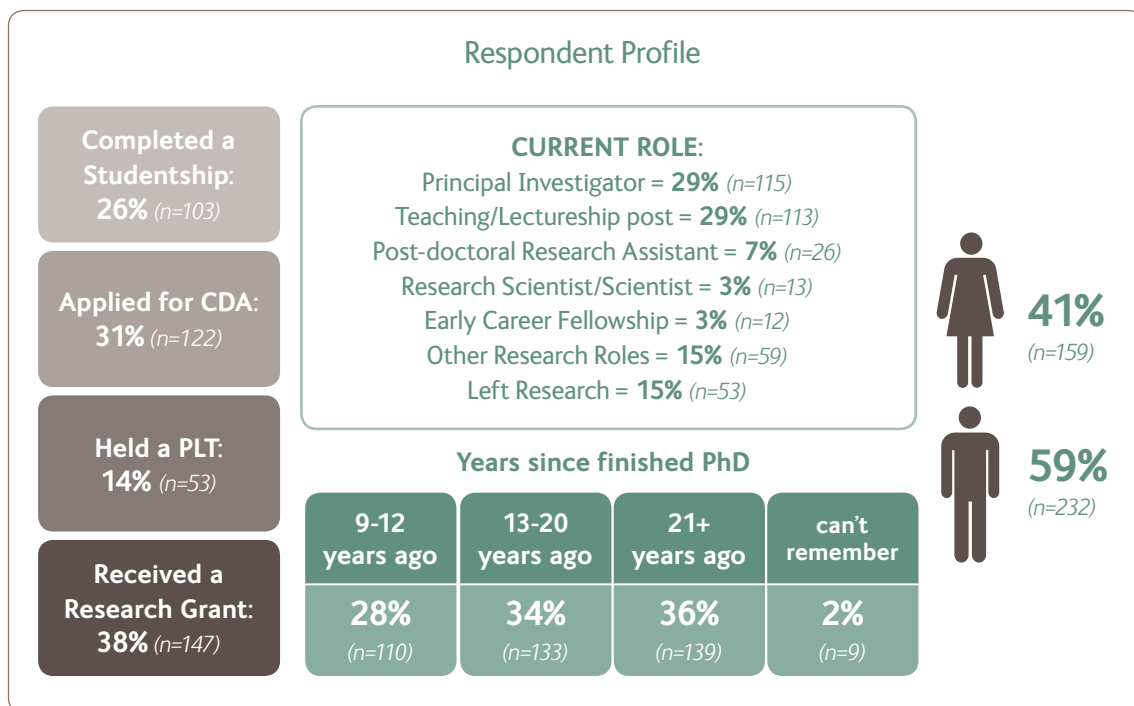 Respondent Profile
Completed a
Studentship:
26% (n=103)
Applied for CDA:
31% (n=122)
Held a PLT:
14% (n=53)
Received a
Research Grant:
38% (n=147)
CURRENT ROLE:
Principal Investigator = 29% (n=115)
Teaching/Lectureship post = 29% (n=113)
Post-doctoral Research Assistant = 7% (n=26)
Research Scientist/Scientist = 3% (n=13)
Early Career Fellowship = 3% (n=12)
Other Research Roles = 15% (n=59)
Left Research = 15% (n=53)
Years since finished PhD
9-12
years ago
28%
(n=110)
13-20
years ago
34%
(n=133)
21+
years ago
36%
(n=139)
can't
remember
2%
(n=9)
41%
(n=159)
59%
(n=232)